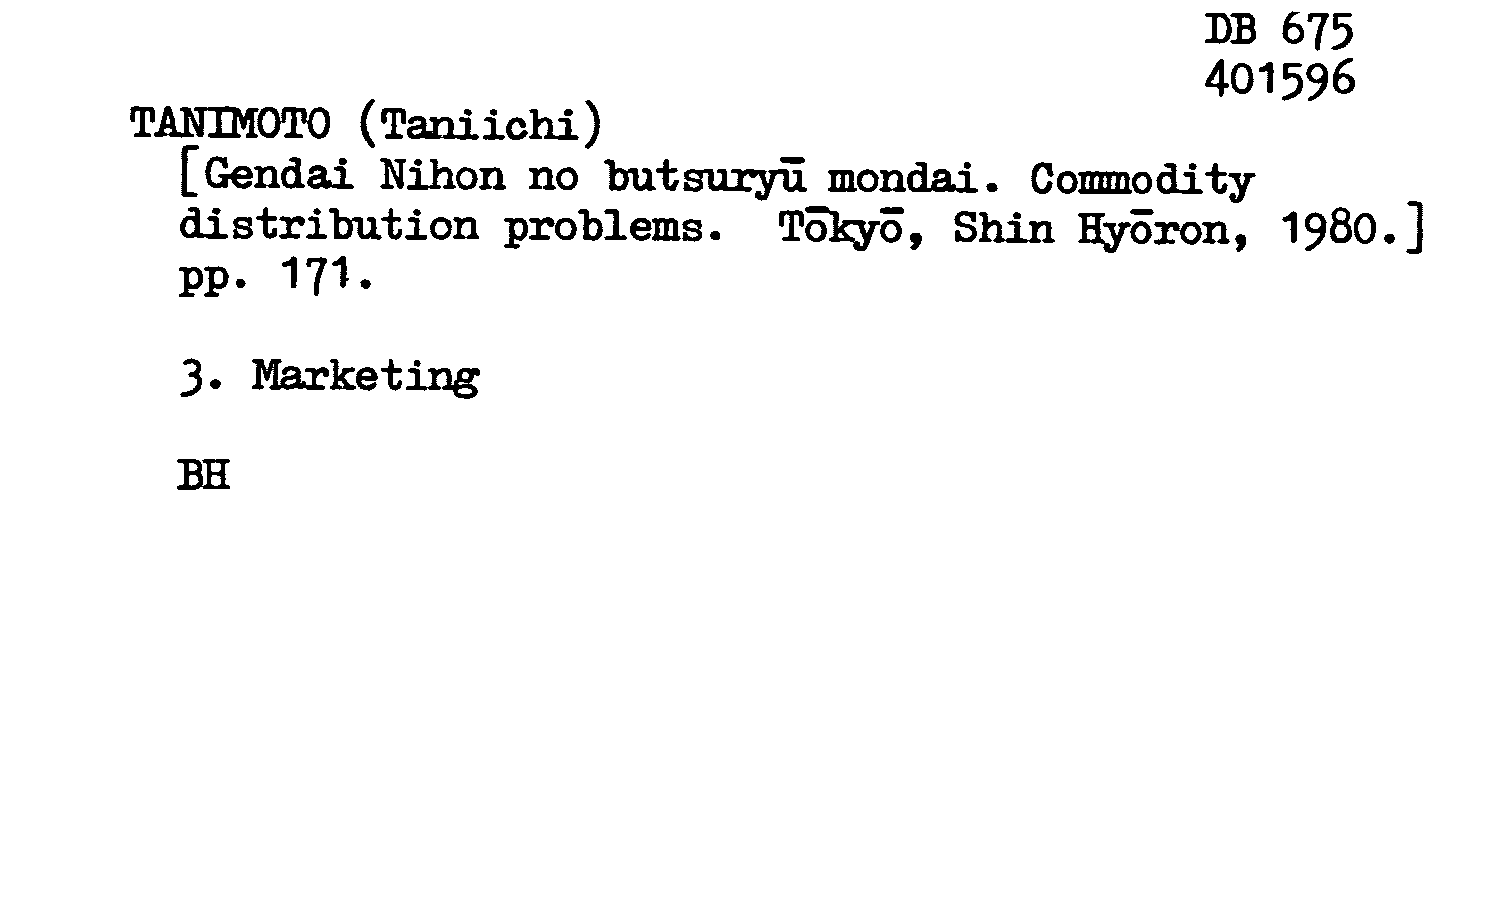 DB 675
401596
TANIMOTO (Taniichi)
[Gendai Nihon no butsuryū mondai. Commodity
distribution problems. Tōkyō, Shin Hyōron, 1980.]
pp. 171.
3. Marketing
BH